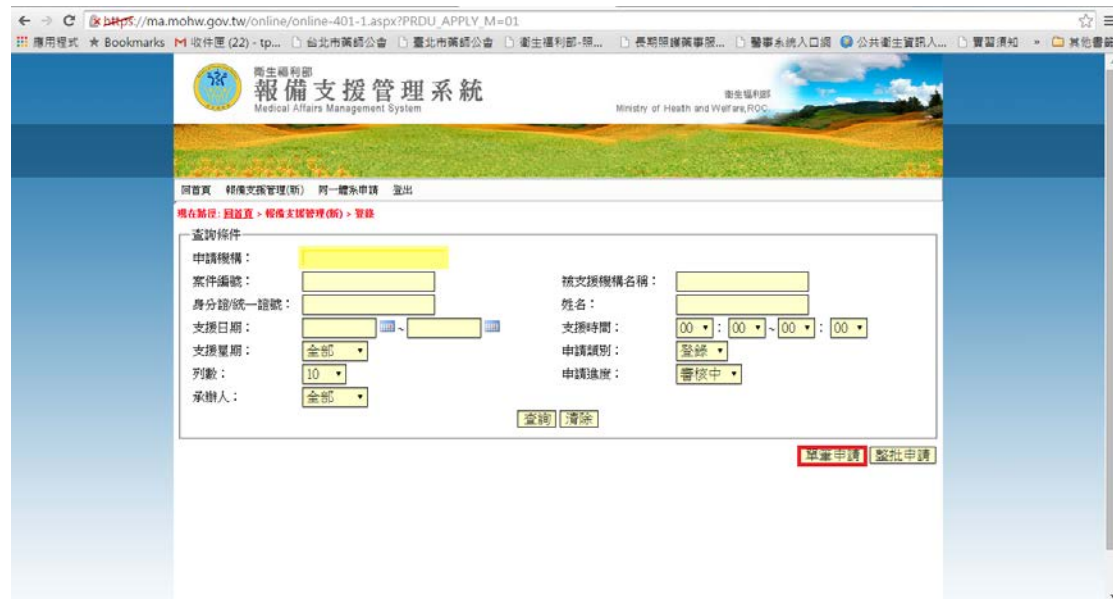 https://ma.mohw.gov.tw/online/online-401-1.aspx?PRDU_APPLY_M=01
應用程式 Bookmarks 收件匣 (22) - tp... 台北市藥師公會 臺北市藥師公會 衛生福利部-照... 長期照護藥事服... 醫事系統入口網 公共衛生資訊人... 實習須知 » 其他書籤
衛生福利部
報備支援管理系統
Medical Affairs Management System
衛生福利部
Ministry of Health and Welfare,ROC
回首頁 報備支援管理(新) 同一體系申請 登出
現在路徑: 回首頁 > 報備支援管理(新) > 登錄
查詢條件
申請機構：
案件編號： 被支援機構名稱：
身分證/統一證號： 姓名：
支援日期： ~ 支援時間： 00 : 00 ~ 00 : 00
支援星期： 全部 申請類別： 登錄
列數： 10 申請進度： 審核中
承辦人： 全部
查詢 清除
單筆申請 整批申請